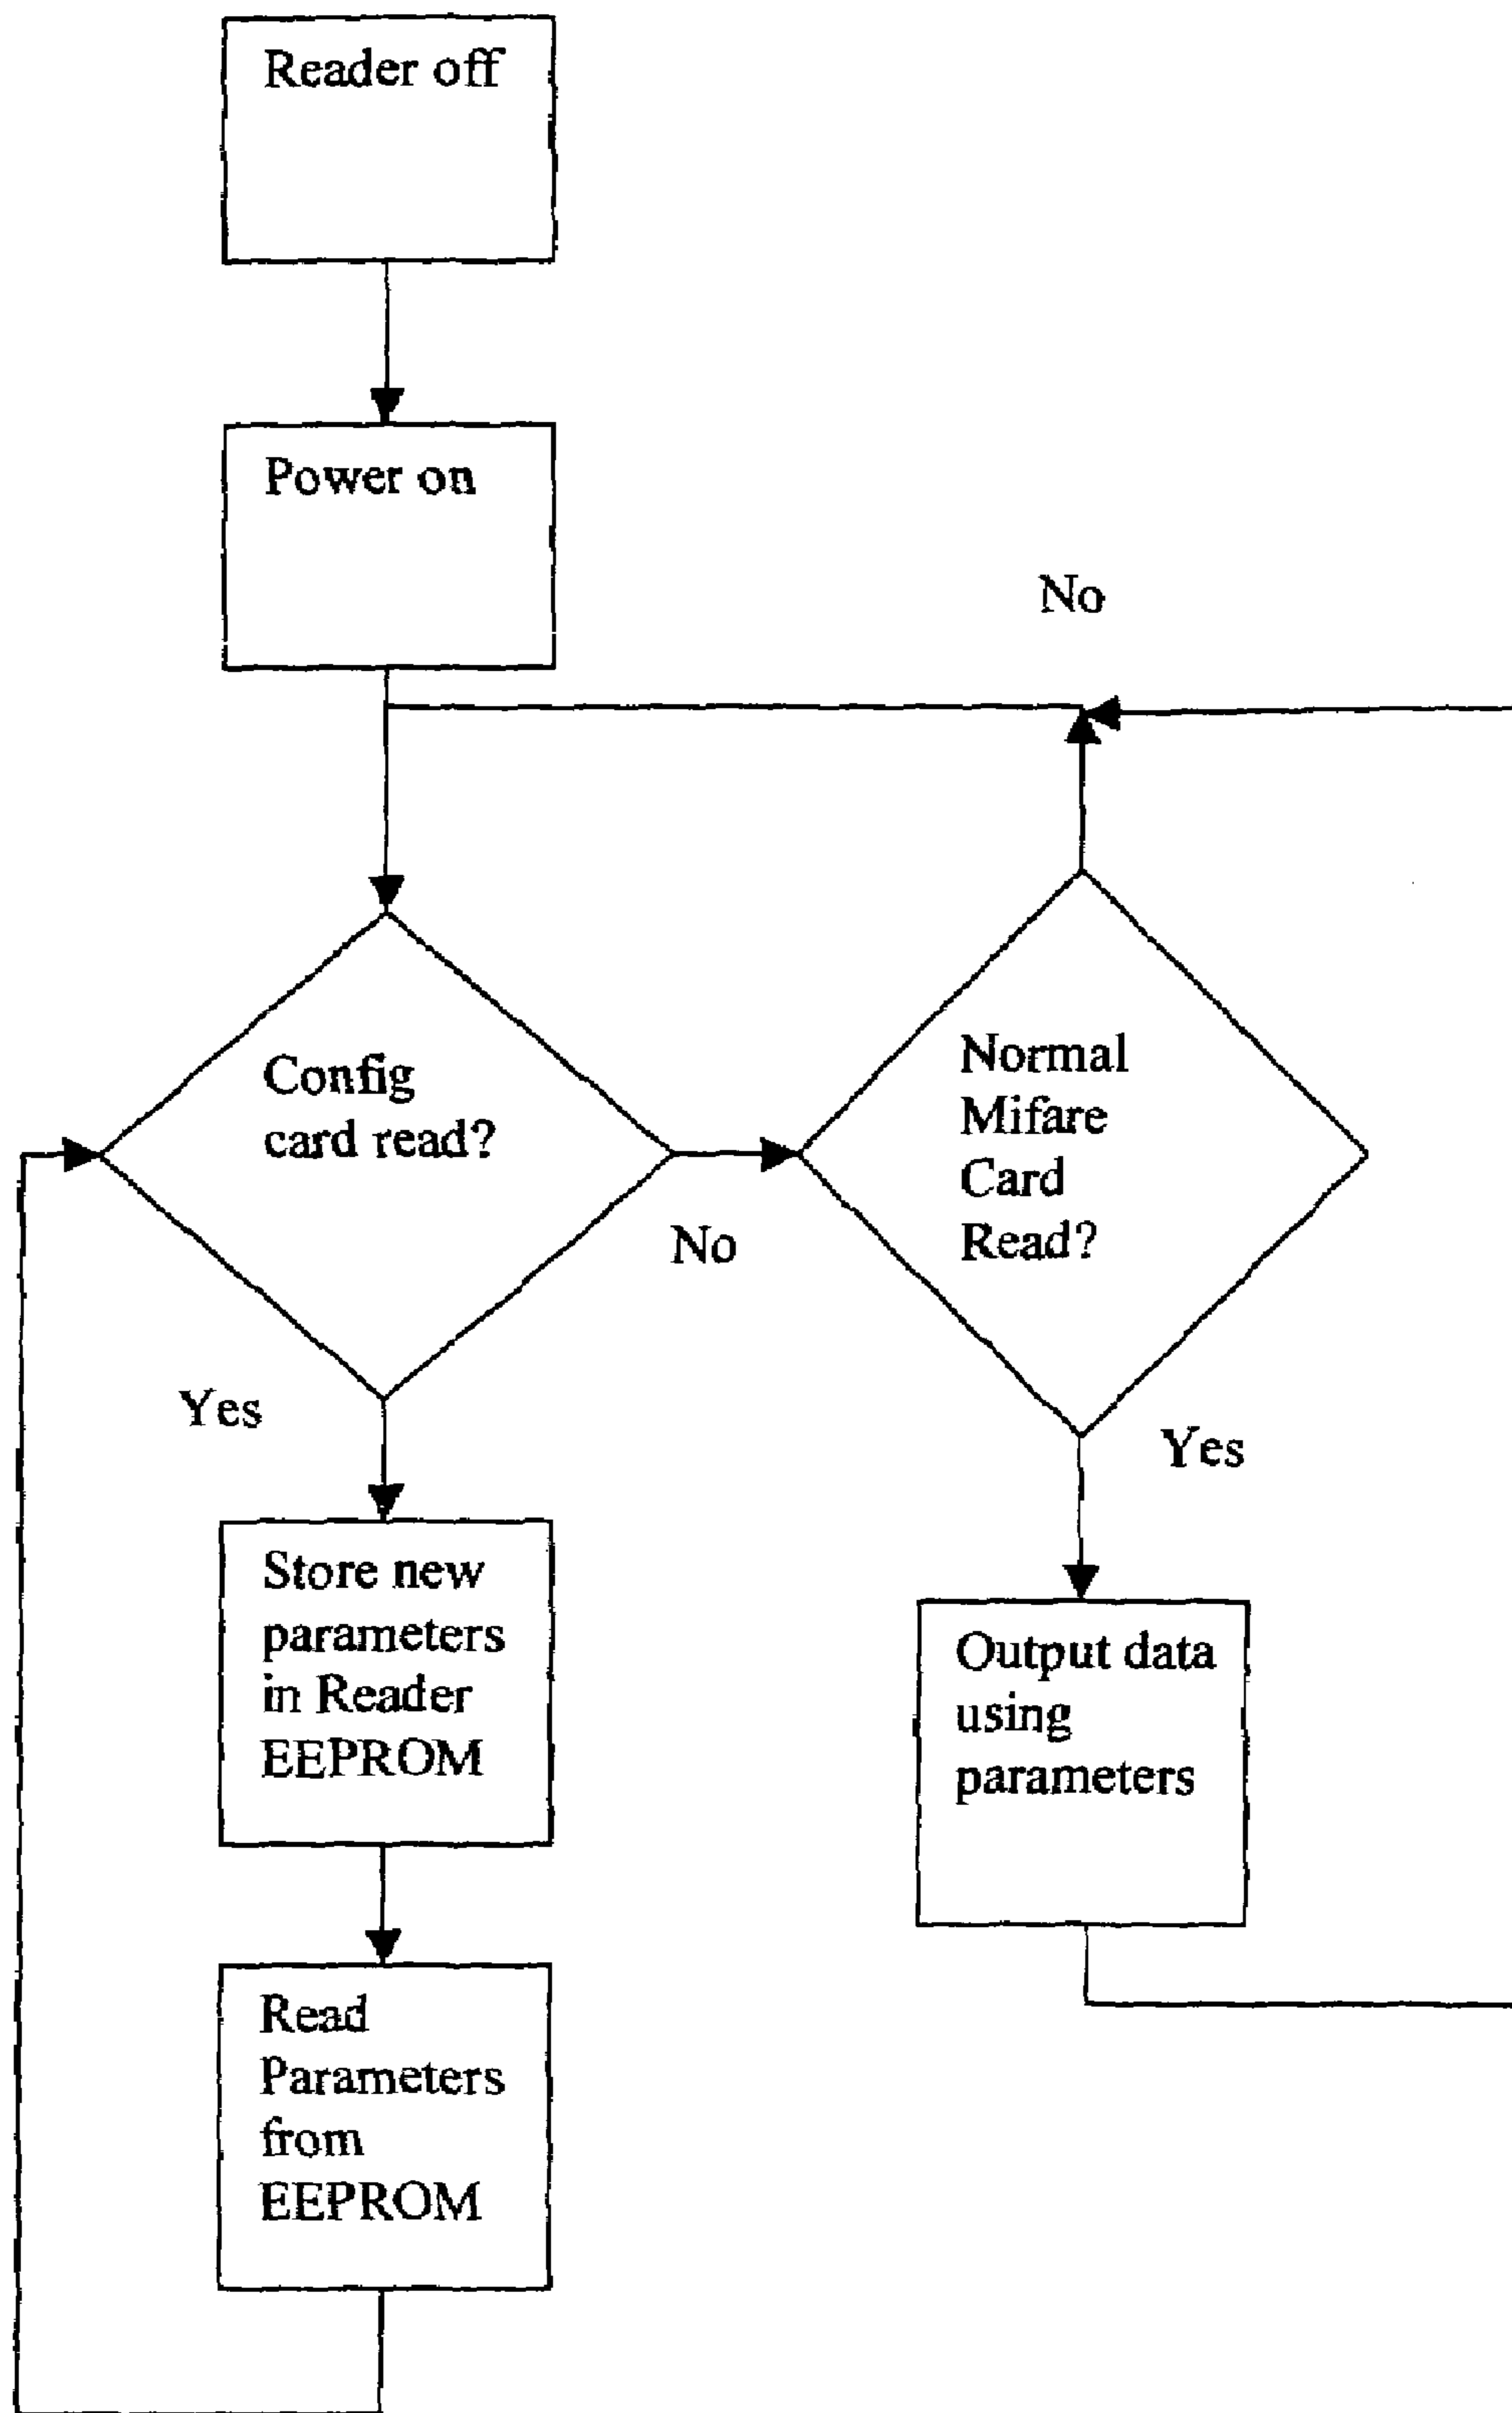 Reader off
Power on
No
Config
card read?
No
Yes
Normal
Mifare
Card
Read?
Yes
Store new
parameters
in Reader
EEPROM
Output data
using
parameters
Read
Parameters
from
EEPROM